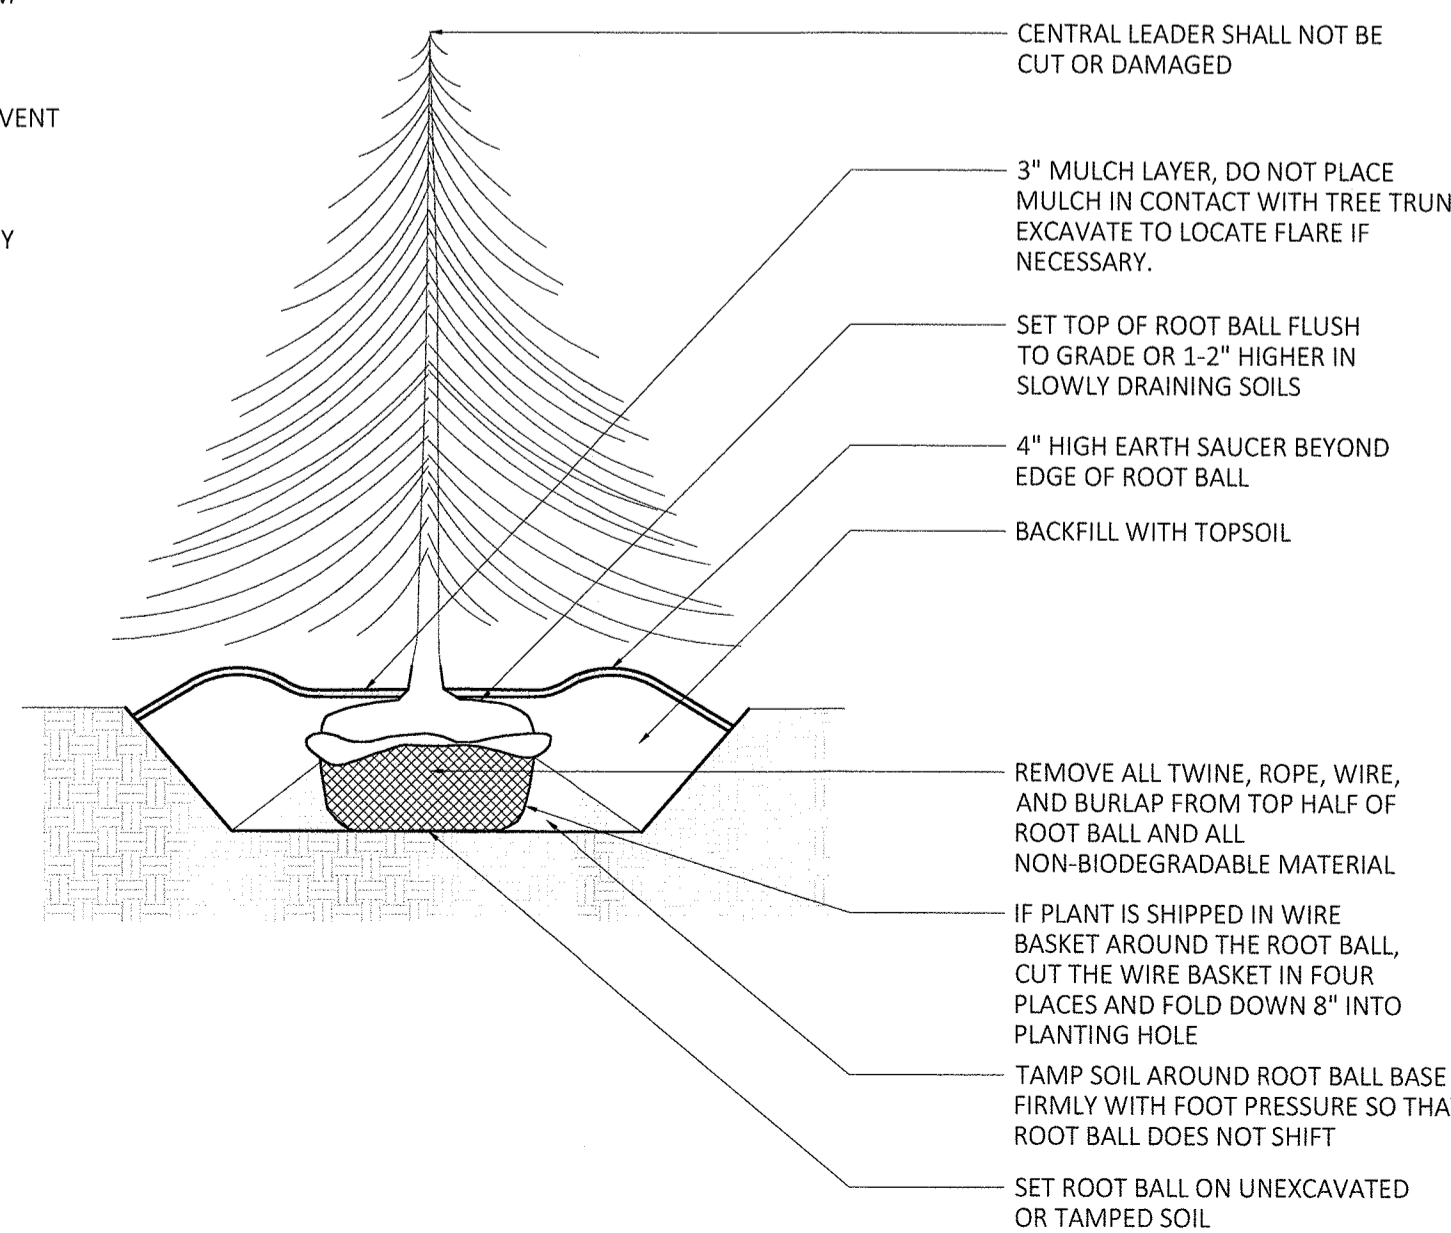 VENT
Y
CENTRAL LEADER SHALL NOT BE
CUT OR DAMAGED
3" MULCH LAYER, DO NOT PLACE
MULCH IN CONTACT WITH TREE TRUN
EXCAVATE TO LOCATE FLARE IF
NECESSARY.
SET TOP OF ROOT BALL FLUSH
TO GRADE OR 1-2" HIGHER IN
SLOWLY DRAINING SOILS
4" HIGH EARTH SAUCER BEYOND
EDGE OF ROOT BALL
BACKFILL WITH TOPSOIL
REMOVE ALL TWINE, ROPE, WIRE,
AND BURLAP FROM TOP HALF OF
ROOT BALL AND ALL
NON-BIODEGRADABLE MATERIAL
IF PLANT IS SHIPPED IN WIRE
BASKET AROUND THE ROOT BALL,
CUT THE WIRE BASKET IN FOUR
PLACES AND FOLD DOWN 8" INTO
PLANTING HOLE
TAMP SOIL AROUND ROOT BALL BASE
FIRMLY WITH FOOT PRESSURE SO THA
ROOT BALL DOES NOT SHIFT
SET ROOT BALL ON UNEXCAVATED
OR TAMPED SOIL